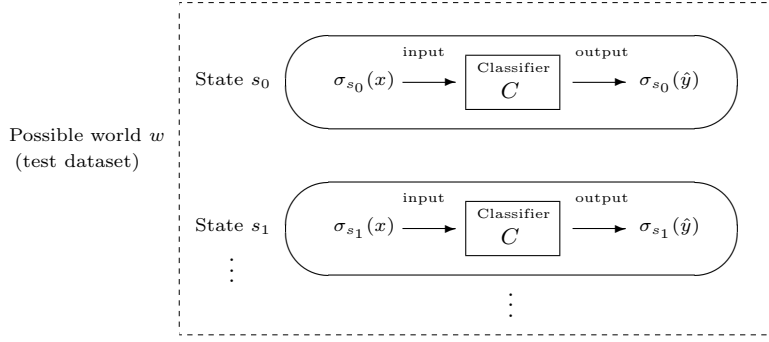 input
output
State s₀
σₛ₀(x)
Classifier
C
σₛ₀(ŷ)
Possible world w
(test dataset)
input
output
State s₁
σₛ₁(x)
Classifier
C
σₛ₁(ŷ)
⋮
⋮